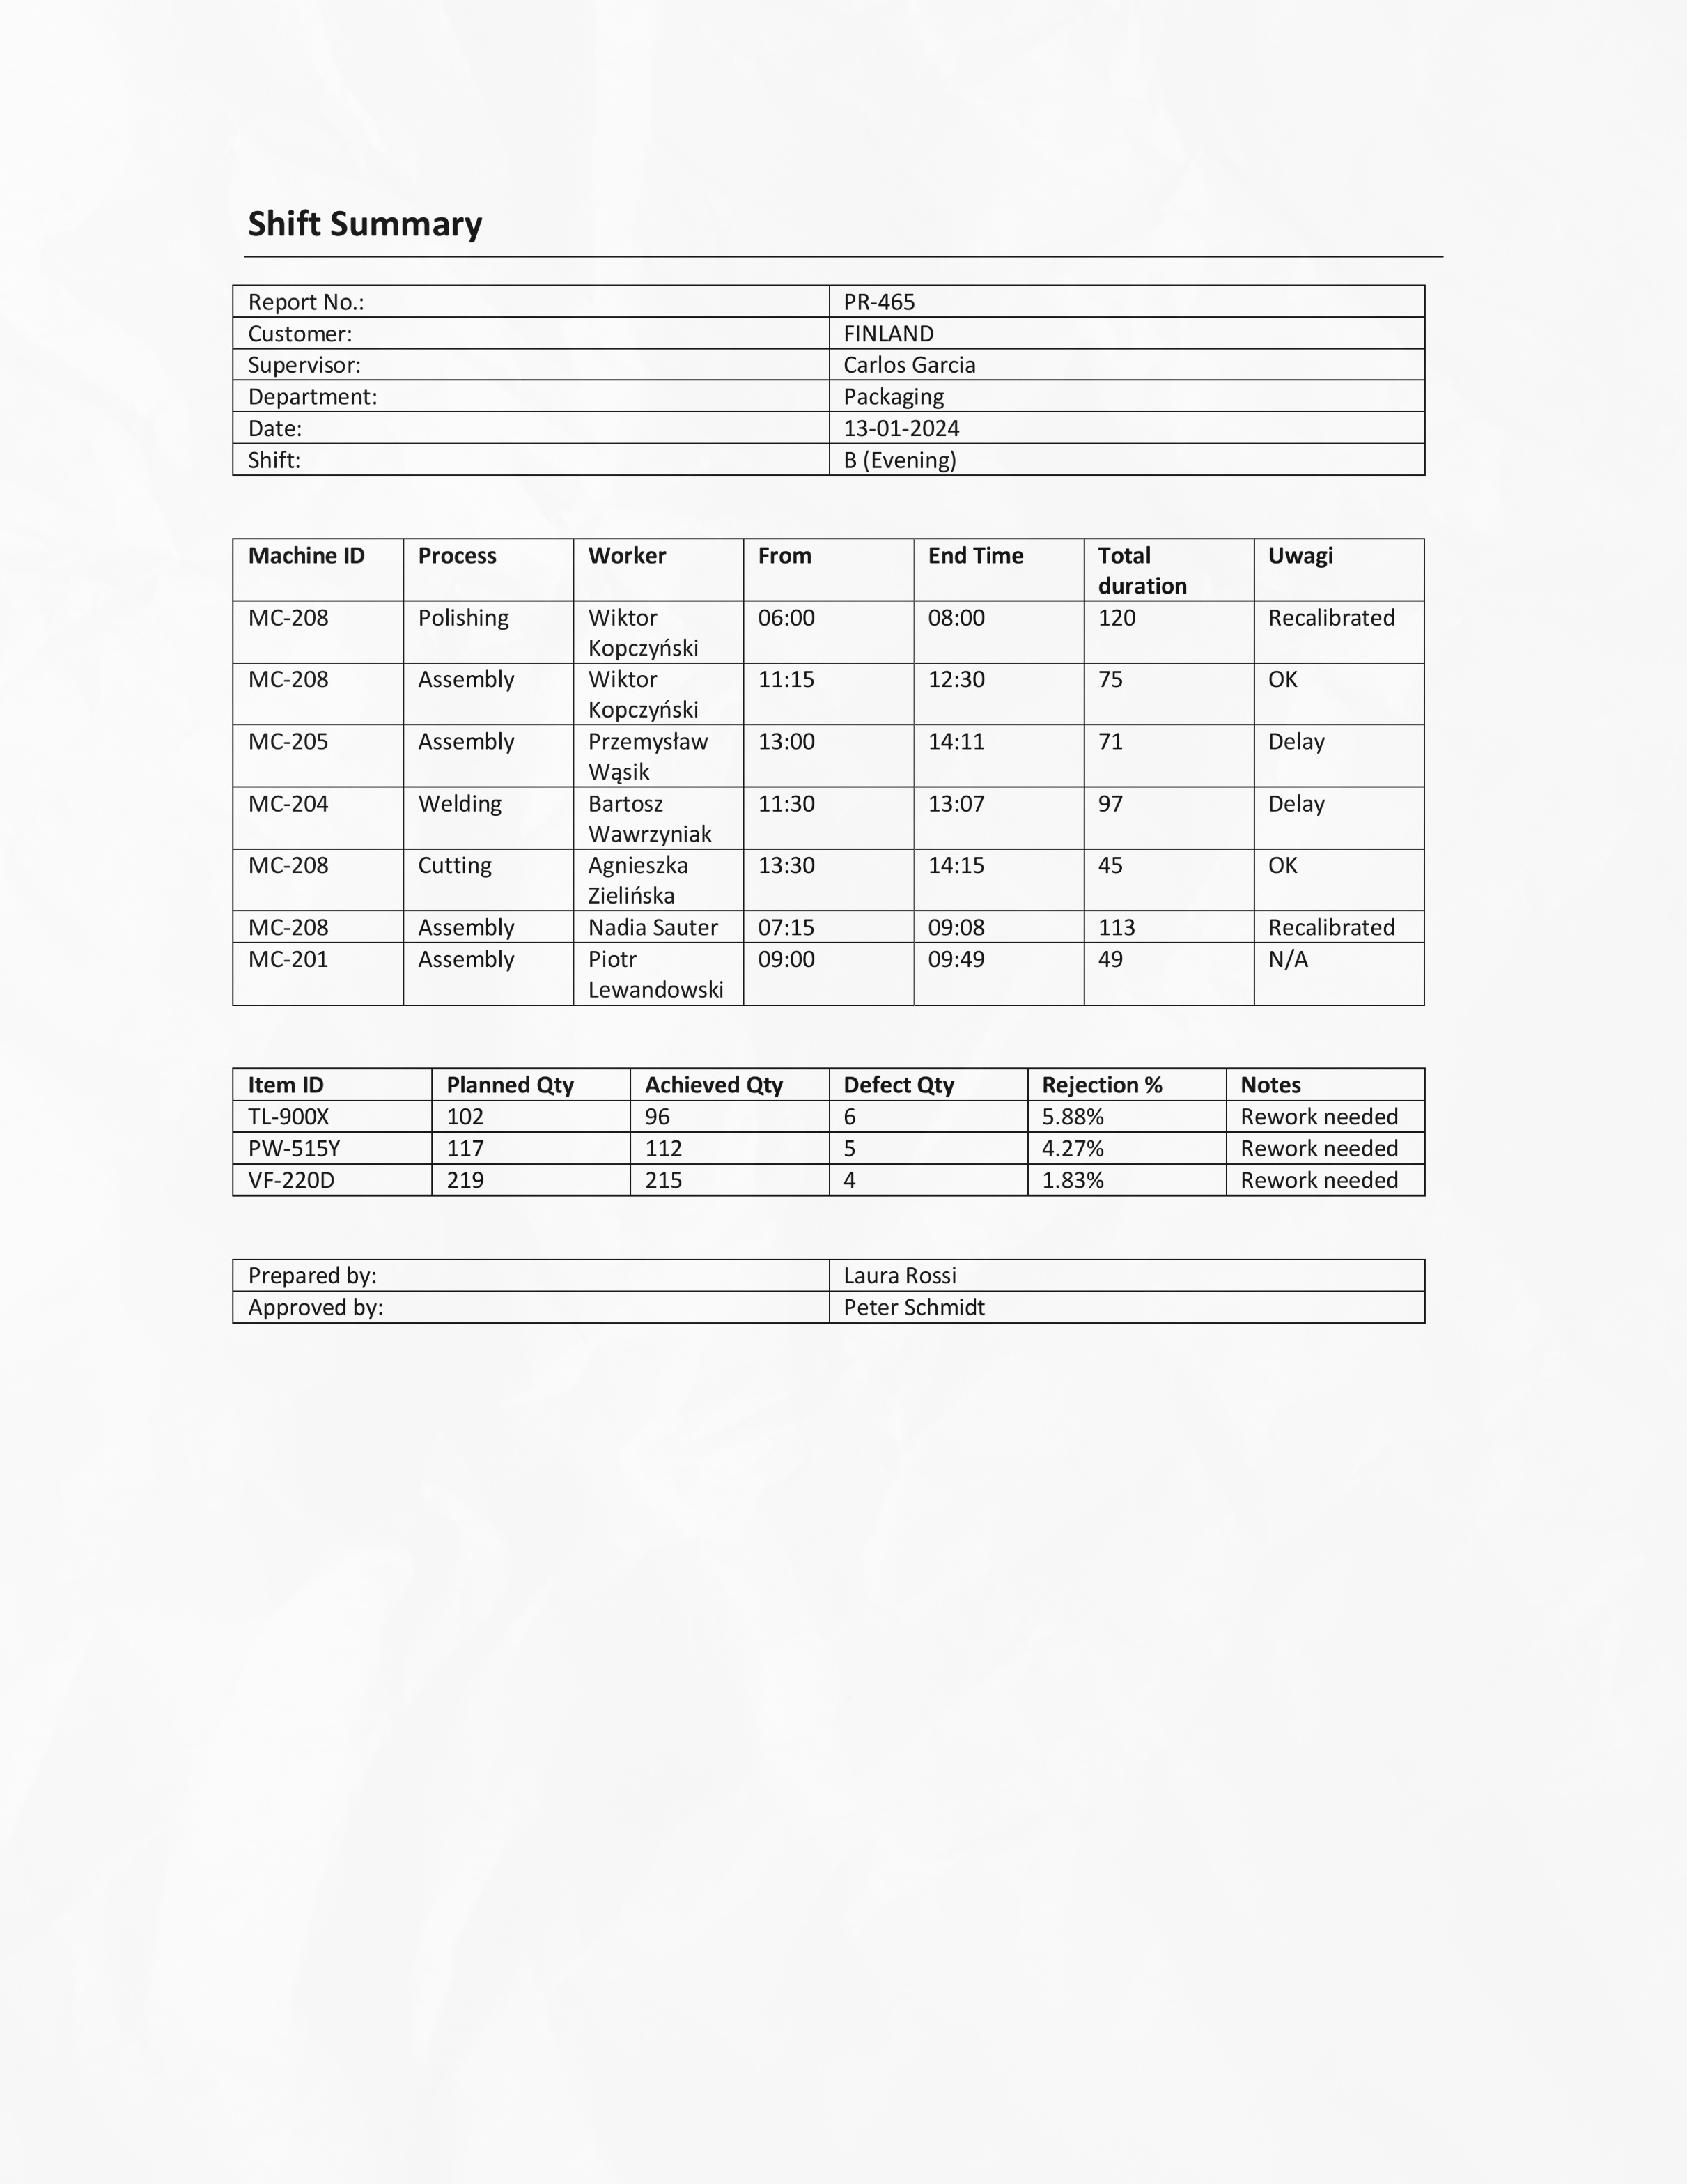 Shift Summary
Report No.: PR-465
Customer: FINLAND
Supervisor: Carlos Garcia
Department: Packaging
Date: 13-01-2024
Shift: B (Evening)
Machine ID Process Worker From End Time Total duration Uwagi
MC-208 Polishing Wiktor Kopczyński 06:00 08:00 120 Recalibrated
MC-208 Assembly Wiktor Kopczyński 11:15 12:30 75 OK
MC-205 Assembly Przemysław Wąsik 13:00 14:11 71 Delay
MC-204 Welding Bartosz Wawrzyniak 11:30 13:07 97 Delay
MC-208 Cutting Agnieszka Zielińska 13:30 14:15 45 OK
MC-208 Assembly Nadia Sauter 07:15 09:08 113 Recalibrated
MC-201 Assembly Piotr Lewandowski 09:00 09:49 49 N/A
Item ID Planned Qty Achieved Qty Defect Qty Rejection % Notes
TL-900X 102 96 6 5.88% Rework needed
PW-515Y 117 112 5 4.27% Rework needed
VF-220D 219 215 4 1.83% Rework needed
Prepared by: Laura Rossi
Approved by: Peter Schmidt